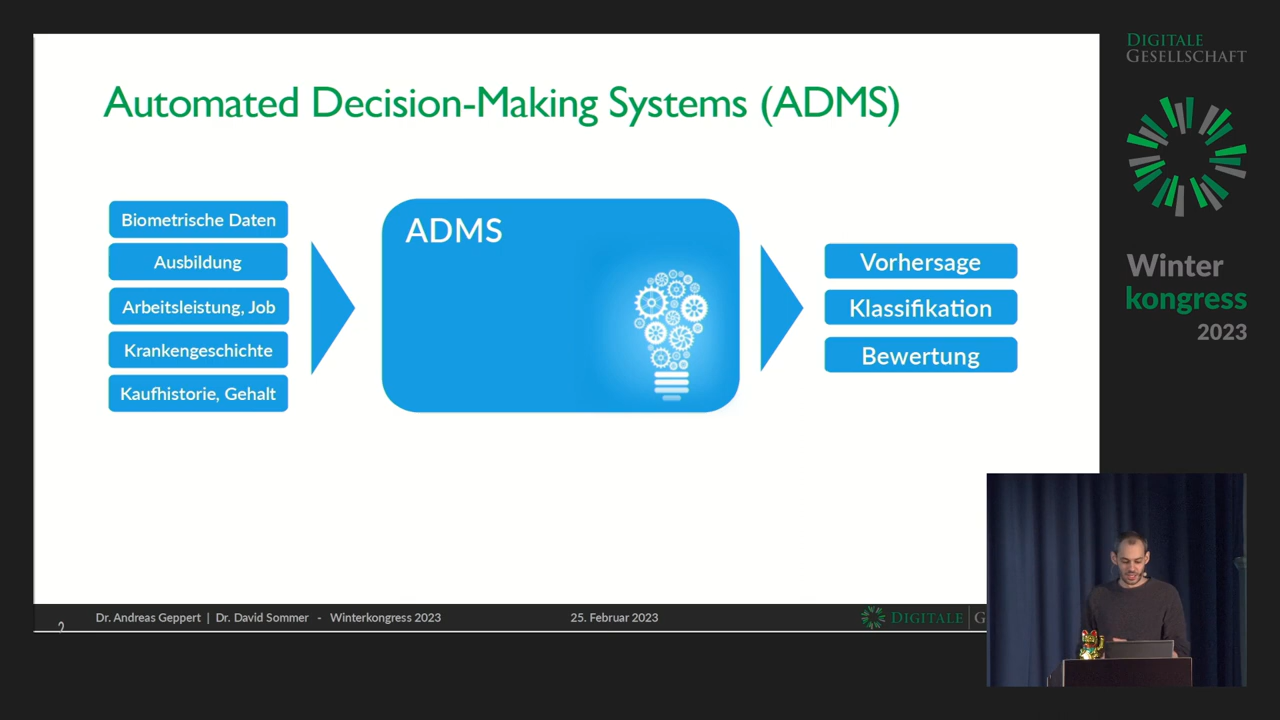 Automated Decision-Making Systems (ADMS)
Biometrische Daten
Ausbildung
Arbeitsleistung, Job
Krankengeschichte
Kaufhistorie, Gehalt
ADMS
Vorhersage
Klassifikation
Bewertung
Dr. Andreas Geppert | Dr. David Sommer - Winterkongress 2023
25. Februar 2023
DIGITALE G
2
DIGITALE
GESELLSCHAFT
Winter
kongress
2023